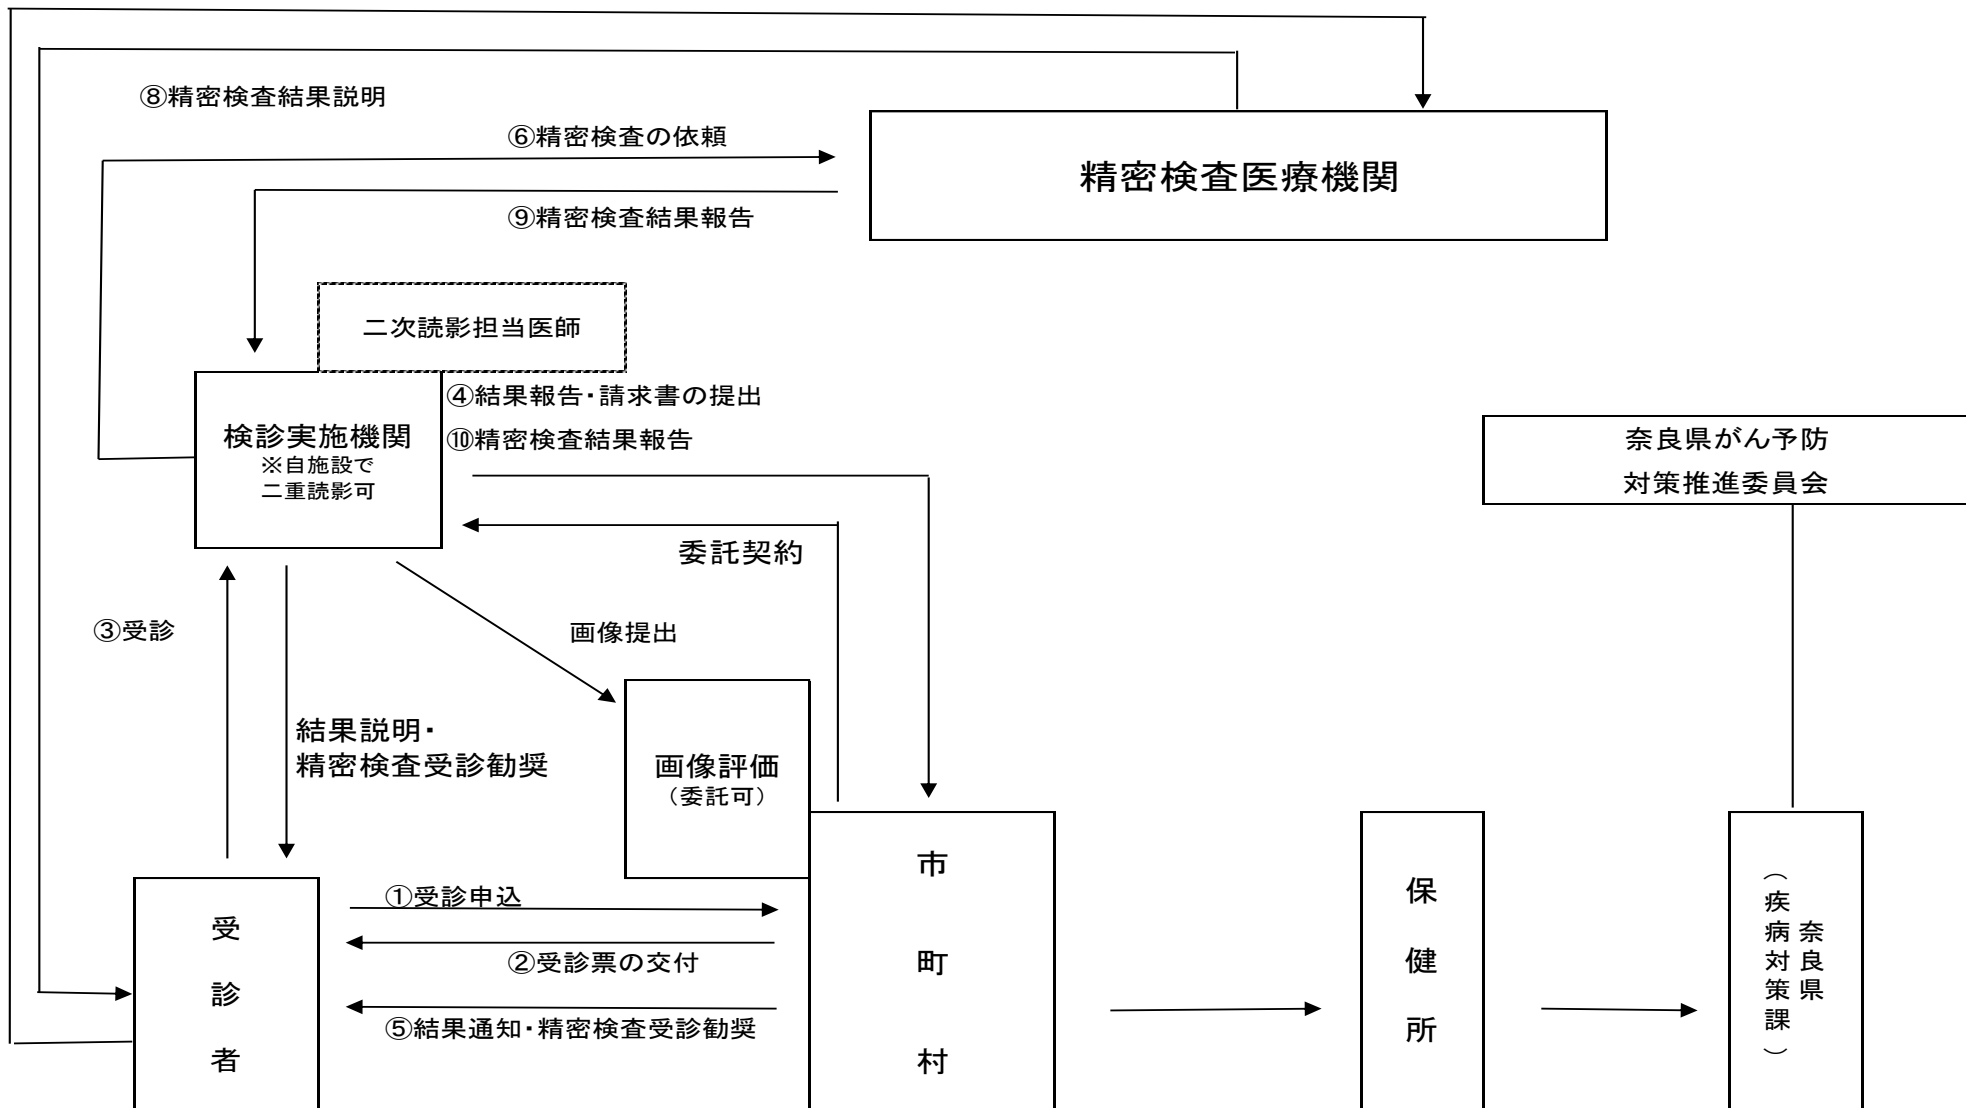 ⑧精密検査結果説明
⑥精密検査の依頼
精密検査医療機関
⑨精密検査結果報告
二次読影担当医師
④結果報告・請求書の提出
⑩精密検査結果報告
検診実施機関
※自施設で
二重読影可
奈良県がん予防
対策推進委員会
委託契約
③受診
画像提出
結果説明・
精密検査受診勧奨
画像評価
（委託可）
①受診申込
②受診票の交付
⑤結果通知・精密検査受診勧奨
受診者
市町村
保健所
奈良県
（疾病対策課）